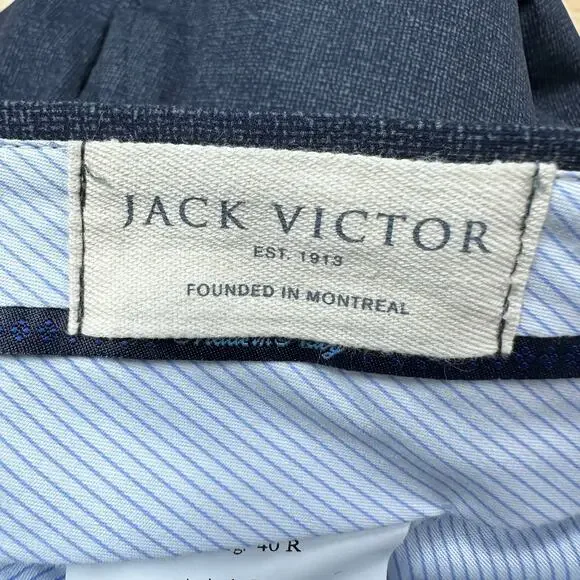 JACK VICTOR
EST. 1913
FOUNDED IN MONTREAL
40 R